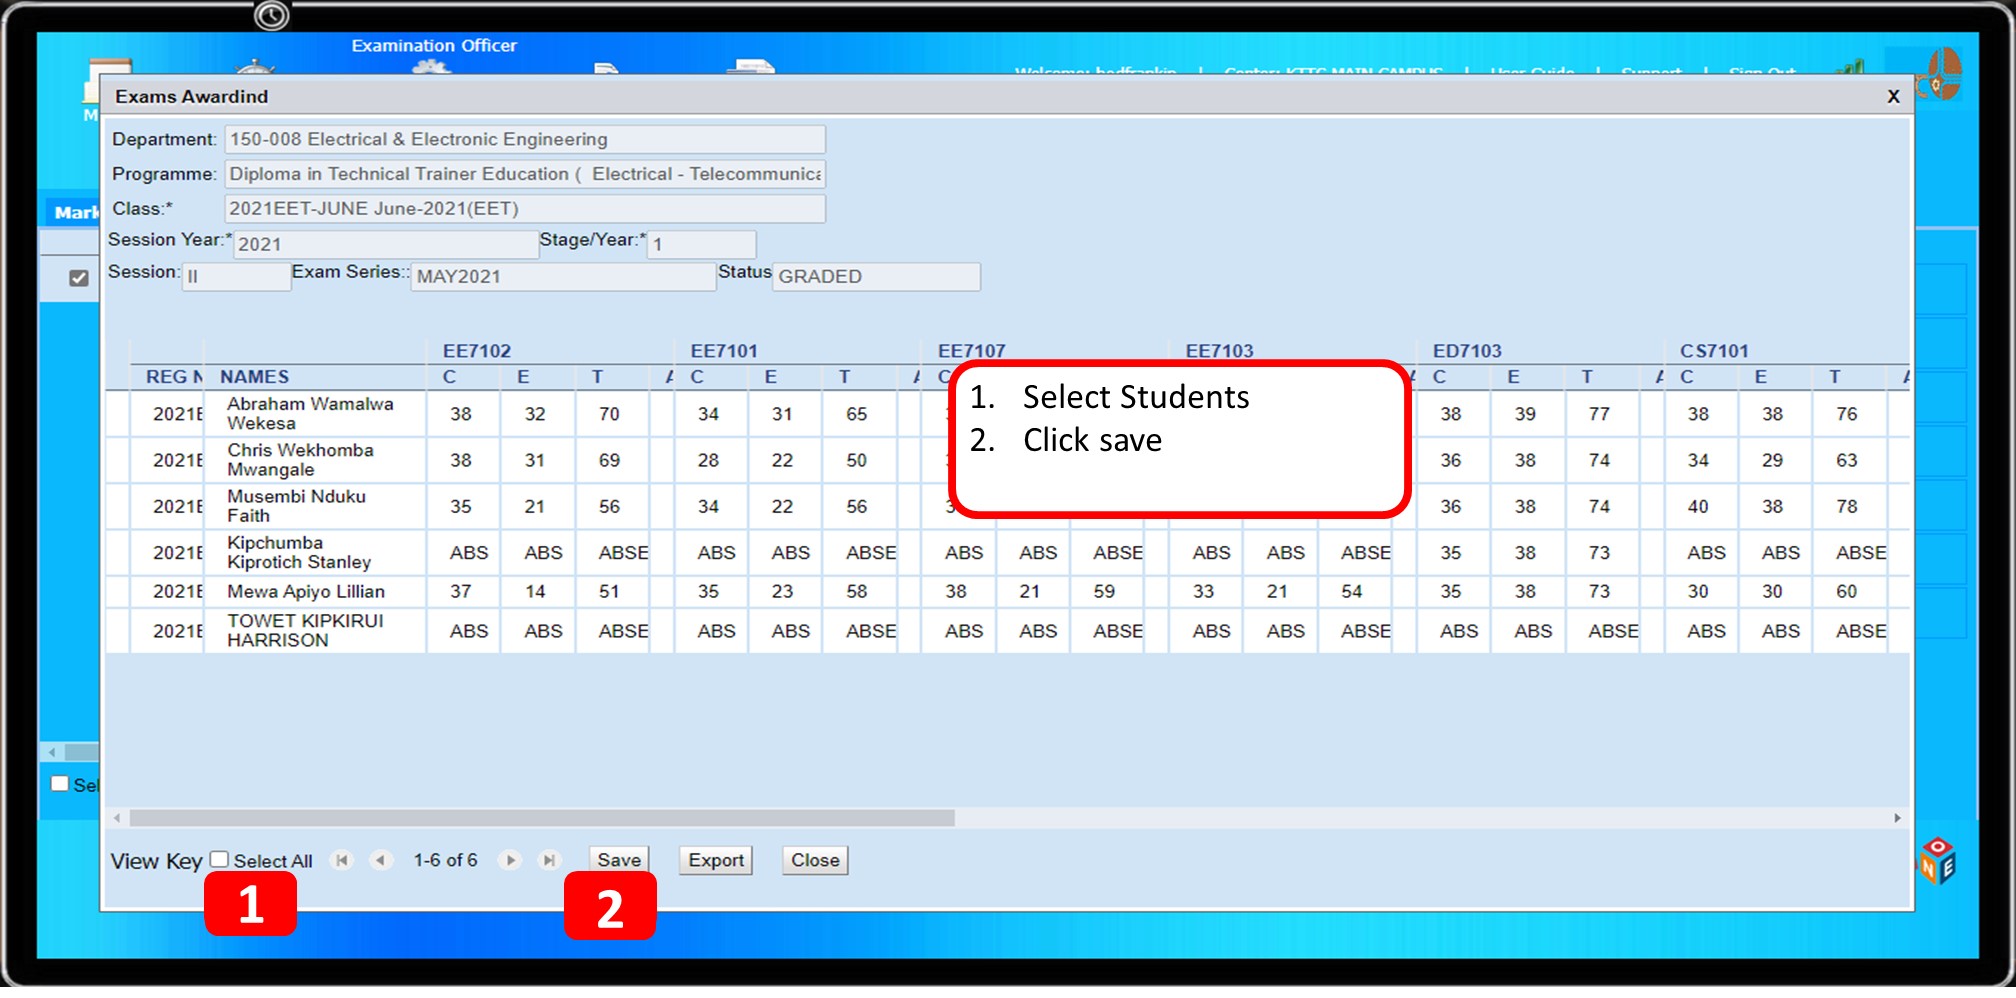 Examination Officer
Exams Awardind X
Department: 150-008 Electrical & Electronic Engineering
Programme: Diploma in Technical Trainer Education ( Electrical - Telecommunica
Mark Class:* 2021EET-JUNE June-2021(EET)
Session Year:* 2021 Stage/Year:* 1
Session: II Exam Series:: MAY2021 Status GRADED
EE7102 EE7101 EE7107 EE7103 ED7103 CS7101
REG N NAMES C E T C E T C C E T C E T
1. Select Students
2. Click save
2021E Abraham Wamalwa Wekesa 38 32 70 34 31 65 38 39 77 38 38 76
2021E Chris Wekhomba Mwangale 38 31 69 28 22 50 36 38 74 34 29 63
2021E Musembi Nduku Faith 35 21 56 34 22 56 36 38 74 40 38 78
2021E Kipchumba Kiprotich Stanley ABS ABS ABSE ABS ABS ABSE ABS ABS ABSE ABS ABS ABSE 35 38 73 ABS ABS ABSE
2021E Mewa Apiyo Lillian 37 14 51 35 23 58 38 21 59 33 21 54 35 38 73 30 30 60
2021E TOWET KIPKIRUI HARRISON ABS ABS ABSE ABS ABS ABSE ABS ABS ABSE ABS ABS ABSE ABS ABS ABSE ABS ABS ABSE
Sel
View Key Select All 1-6 of 6 Save Export Close
1 2
N E